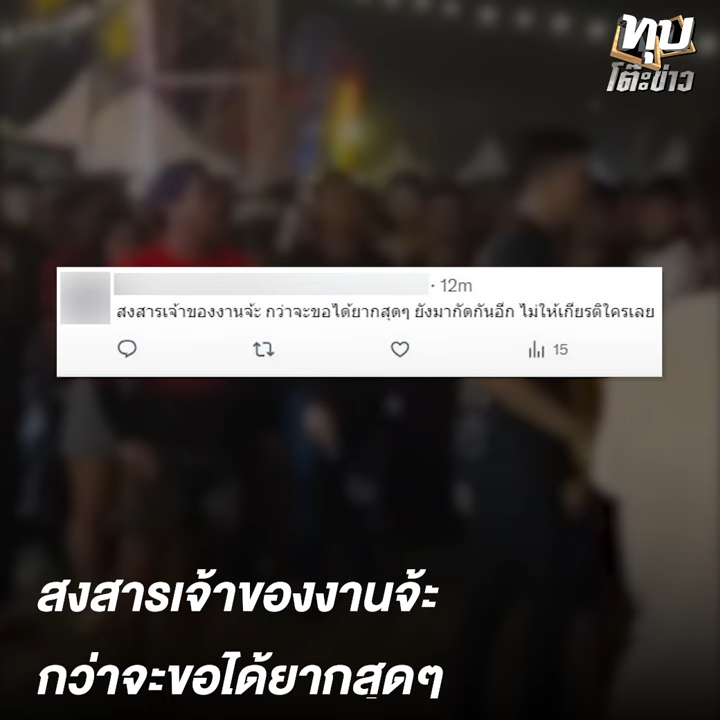 ทุบ
โต๊ะข่าว
· 12m
สงสารเจ้าของงานจ้ะ กว่าจะขอได้ยากสุดๆ ยังมากัดกันอีก ไม่ให้เกียรติใครเลย
15
สงสารเจ้าของงานจ้ะ
กว่าจะขอได้ยากสุดๆ